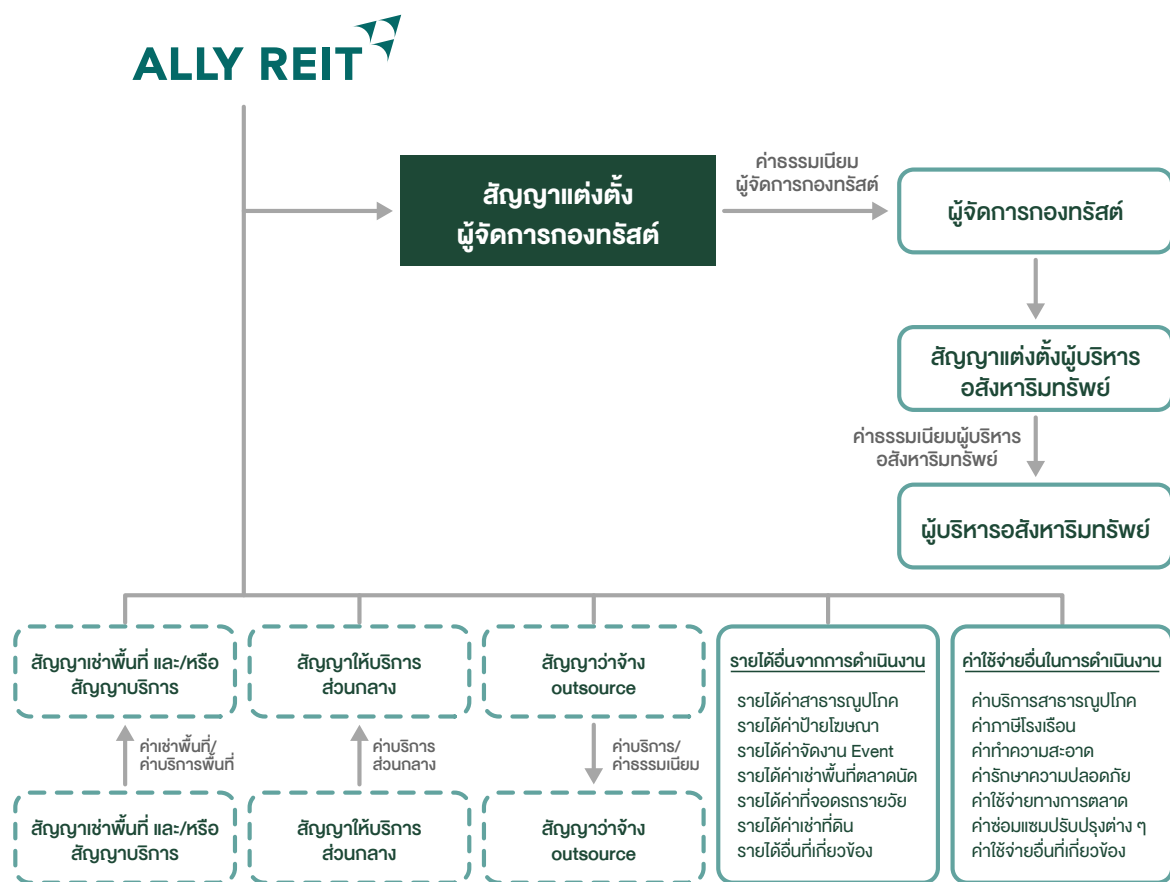 ALLY REIT
สัญญาแต่งตั้ง
ผู้จัดการกองทรัสต์
ค่าธรรมเนียม
ผู้จัดการกองทรัสต์
ผู้จัดการกองทรัสต์
สัญญาแต่งตั้งผู้บริหาร
อสังหาริมทรัพย์
ค่าธรรมเนียมผู้บริหาร
อสังหาริมทรัพย์
ผู้บริหารอสังหาริมทรัพย์
สัญญาเช่าพื้นที่ และ/หรือ
สัญญาบริการ
ค่าเช่าพื้นที่/
ค่าบริการพื้นที่
สัญญาเช่าพื้นที่ และ/หรือ
สัญญาบริการ
สัญญาให้บริการ
ส่วนกลาง
ค่าบริการ
ส่วนกลาง
สัญญาให้บริการ
ส่วนกลาง
สัญญาว่าจ้าง
outsource
ค่าบริการ/
ค่าธรรมเนียม
สัญญาว่าจ้าง
outsource
รายได้อื่นจากการดำเนินงาน
รายได้ค่าสาธารณูปโภค
รายได้ค่าป้ายโฆษณา
รายได้ค่าจัดงาน Event
รายได้ค่าเช่าพื้นที่ตลาดนัด
รายได้ค่าที่จอดรถรายวัย
รายได้ค่าเช่าที่ดิน
รายได้อื่นที่เกี่ยวข้อง
ค่าใช้จ่ายอื่นในการดำเนินงาน
ค่าบริการสาธารณูปโภค
ค่าภาษีโรงเรือน
ค่าทำความสะอาด
ค่ารักษาความปลอดภัย
ค่าใช้จ่ายทางการตลาด
ค่าซ่อมแซมปรับปรุงต่าง ๆ
ค่าใช้จ่ายอื่นที่เกี่ยวข้อง